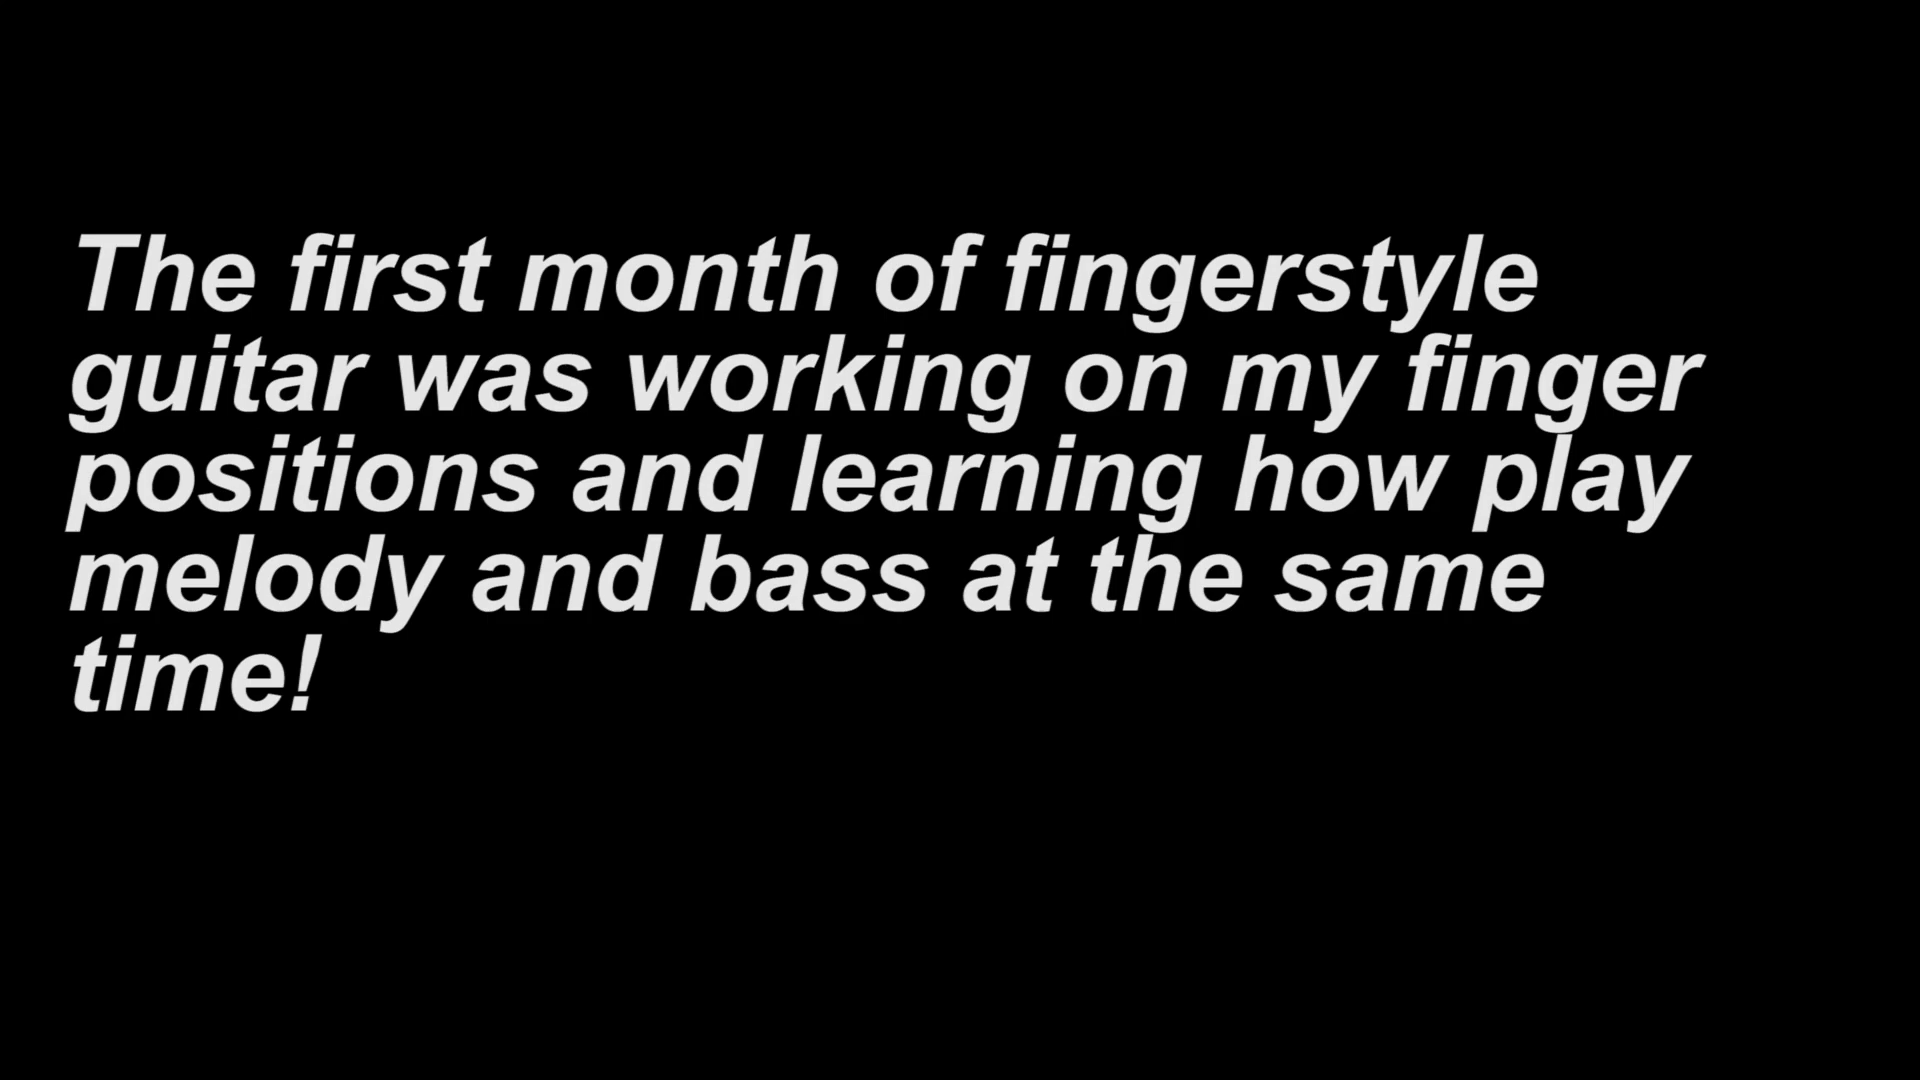 The first month of fingerstyle
guitar was working on my finger
positions and learning how play
melody and bass at the same
time!